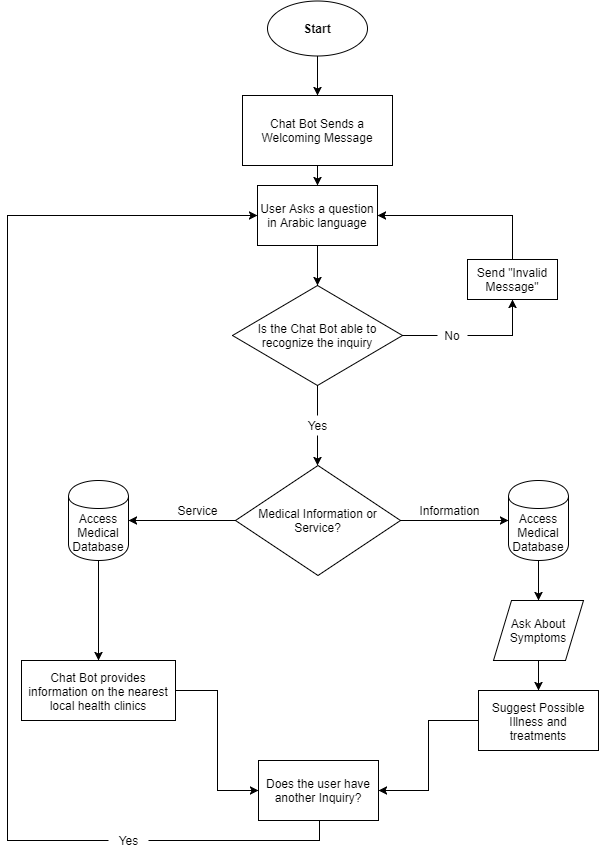 Start
Chat Bot Sends a
Welcoming Message
User Asks a question
in Arabic language
Send "Invalid
Message"
Is the Chat Bot able to
recognize the inquiry
No
Yes
Medical Information or
Service?
Service
Information
Access
Medical
Database
Access
Medical
Database
Ask About
Symptoms
Chat Bot provides
information on the nearest
local health clinics
Suggest Possible
Illness and
treatments
Does the user have
another Inquiry?
Yes